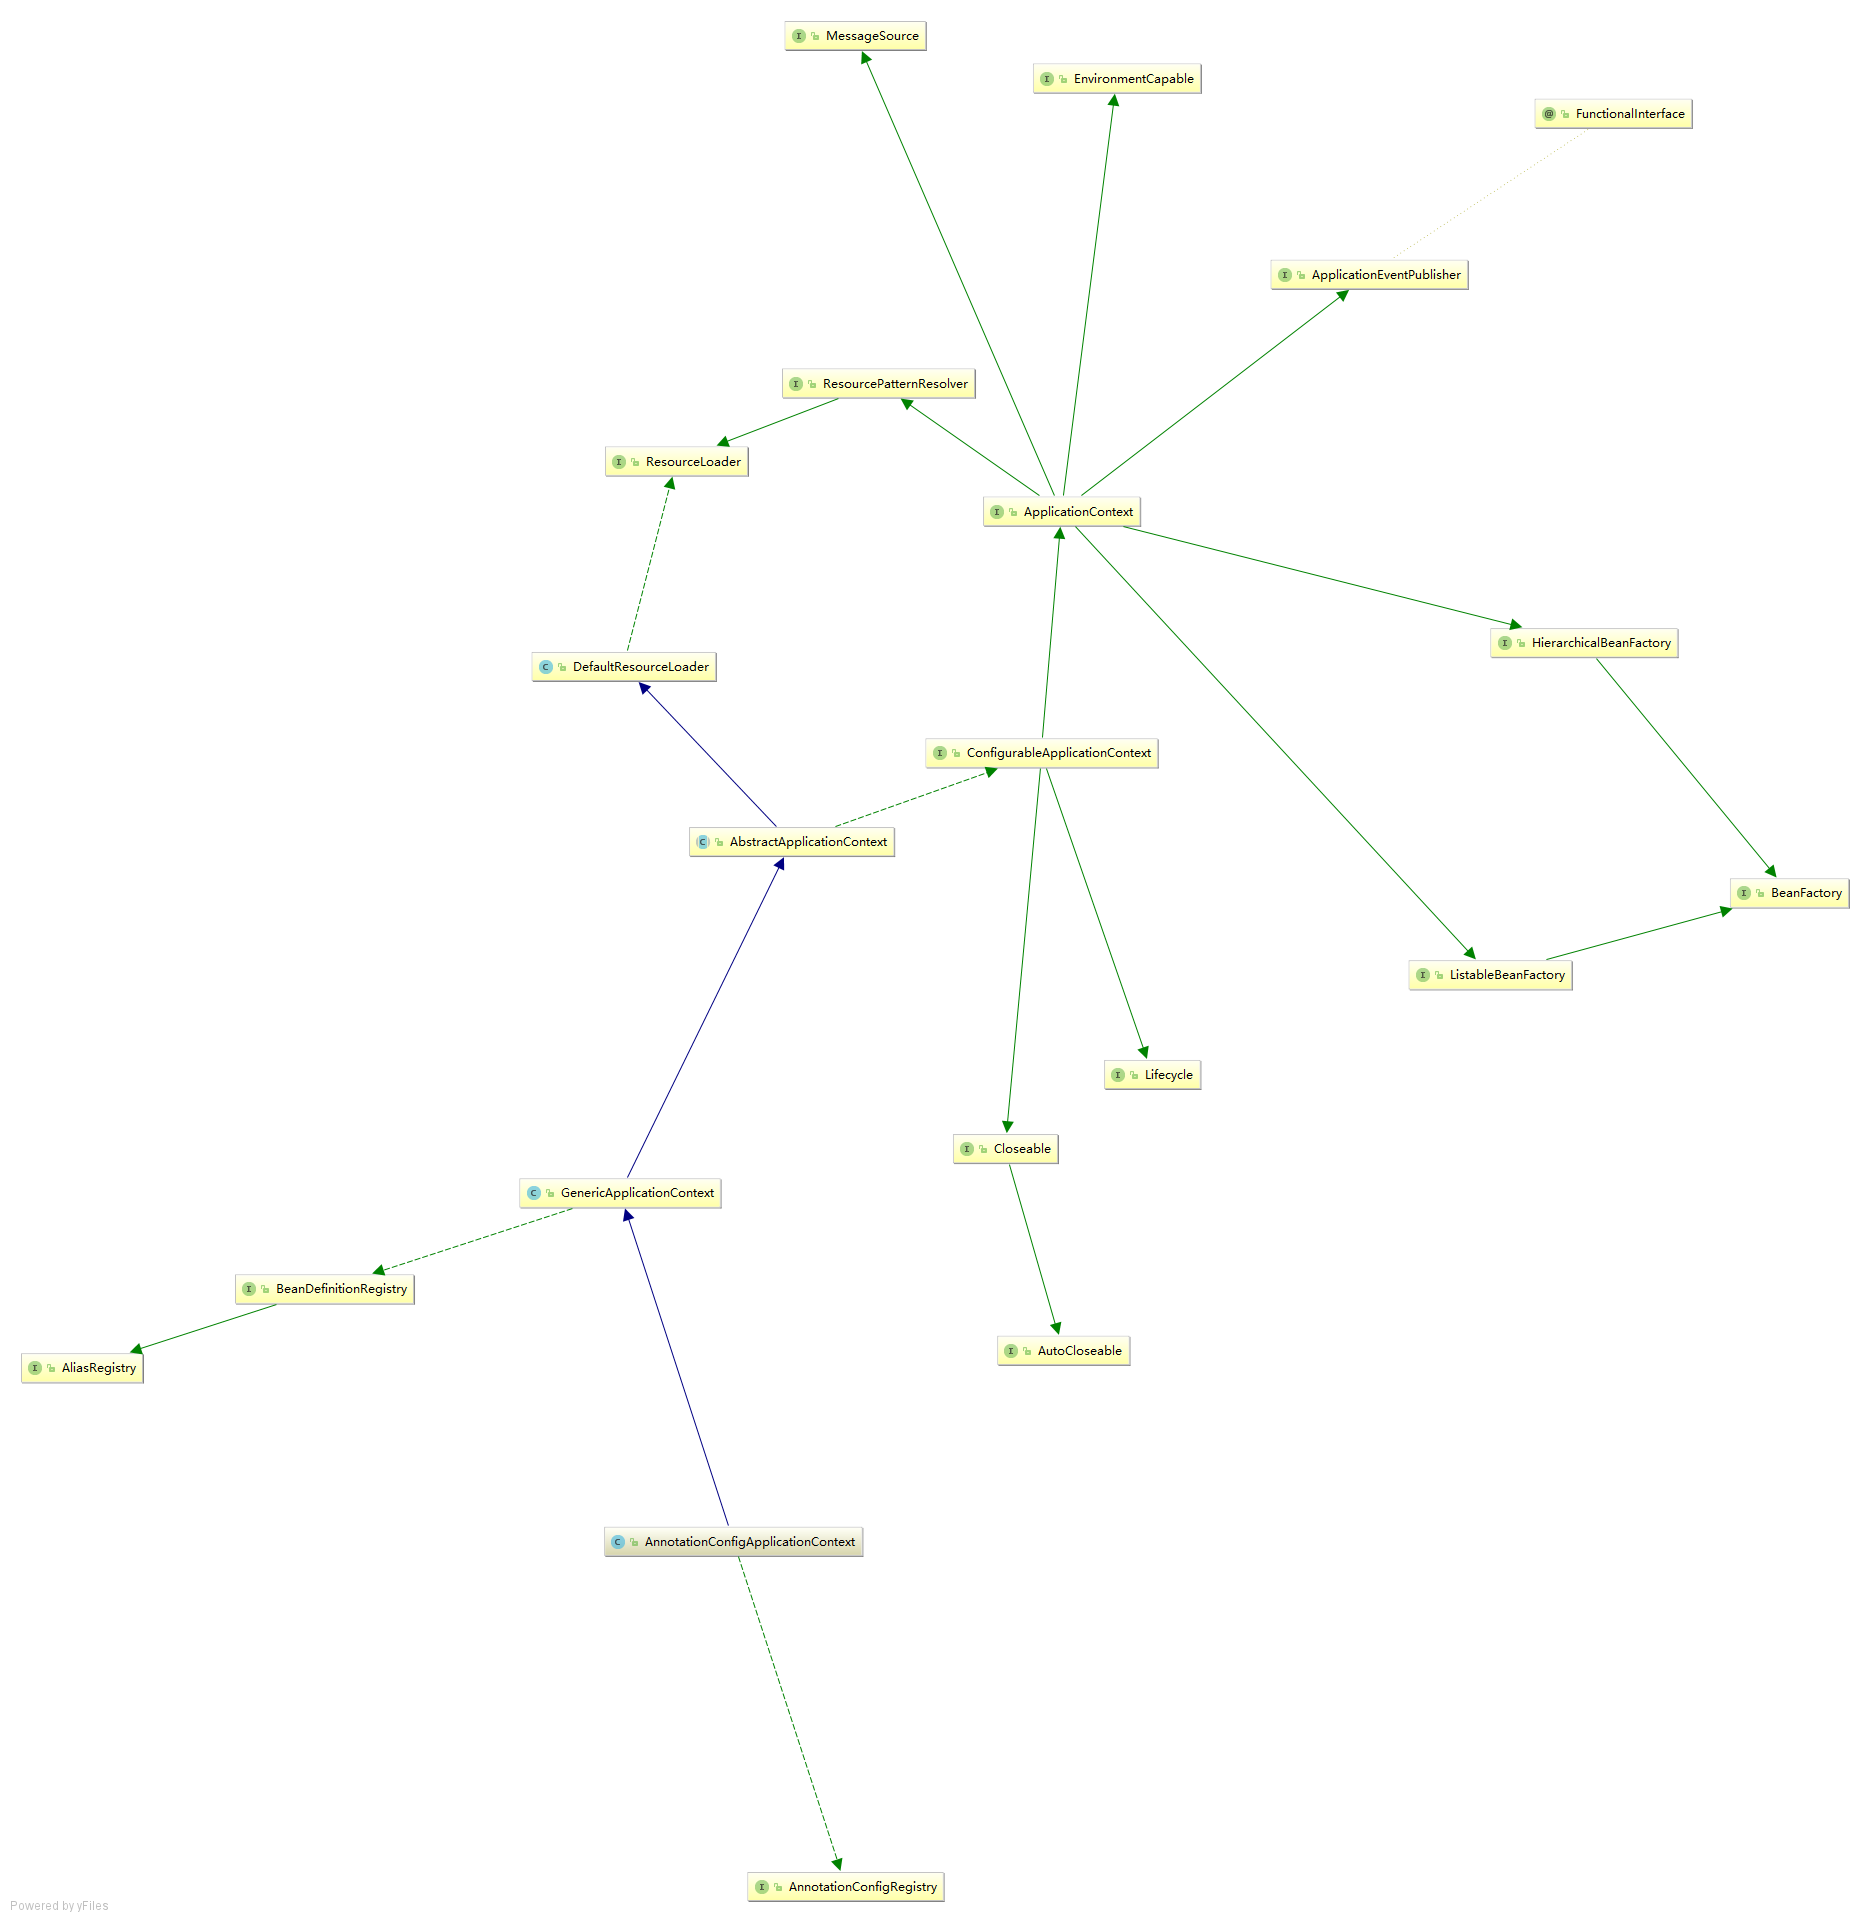 MessageSource
EnvironmentCapable
FunctionalInterface
ApplicationEventPublisher
ResourcePatternResolver
ResourceLoader
ApplicationContext
HierarchicalBeanFactory
DefaultResourceLoader
ConfigurableApplicationContext
AbstractApplicationContext
BeanFactory
ListableBeanFactory
Lifecycle
Closeable
GenericApplicationContext
BeanDefinitionRegistry
AutoCloseable
AliasRegistry
AnnotationConfigApplicationContext
AnnotationConfigRegistry
Powered by yFiles